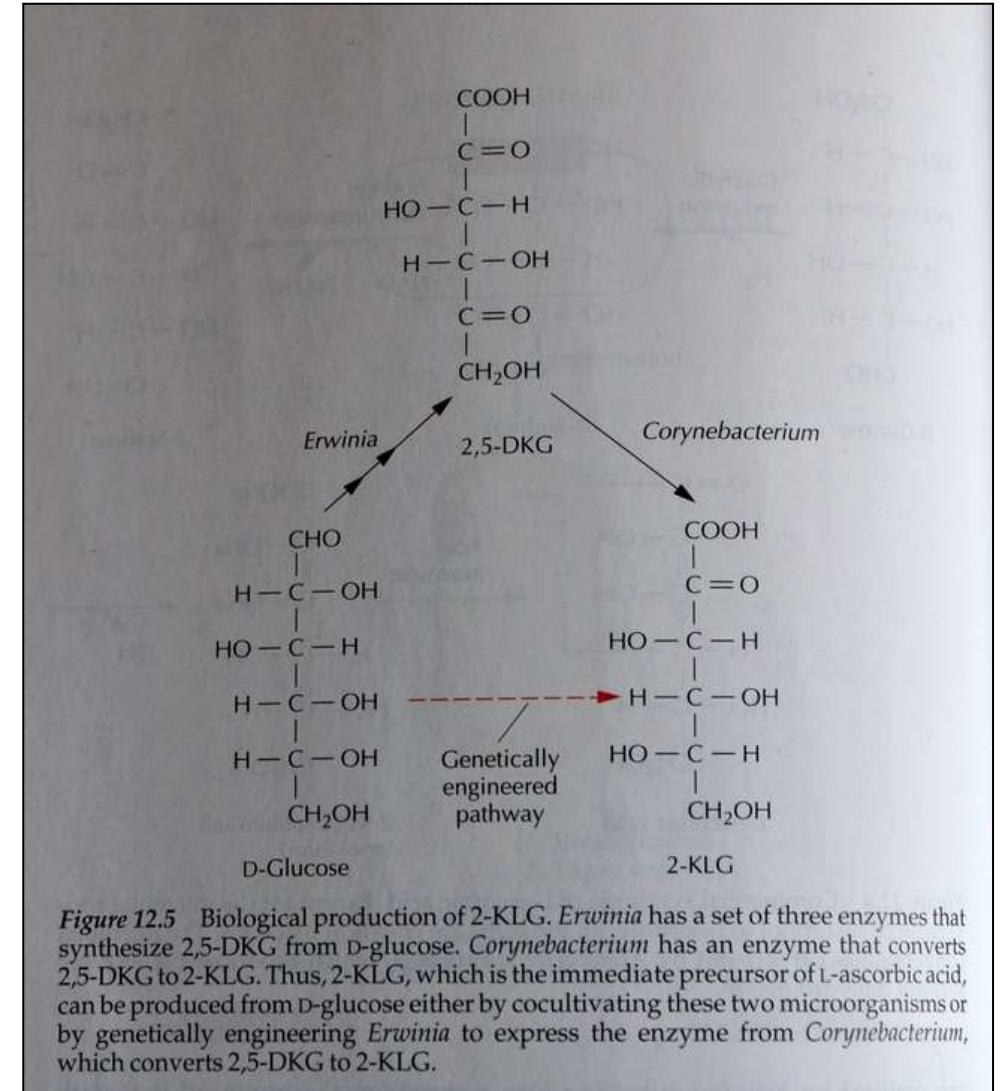 COOH
|
C=O
|
HO—C—H
|
H—C—OH
|
C=O
|
CH₂OH
Erwinia
2,5-DKG
Corynebacterium
CHO
|
H—C—OH
|
HO—C—H
|
H—C—OH
|
H—C—OH
|
CH₂OH
D-Glucose
Genetically
engineered
pathway
COOH
|
C=O
|
HO—C—H
|
H—C—OH
|
HO—C—H
|
CH₂OH
2-KLG
Figure 12.5 Biological production of 2-KLG. Erwinia has a set of three enzymes that
synthesize 2,5-DKG from D-glucose. Corynebacterium has an enzyme that converts
2,5-DKG to 2-KLG. Thus, 2-KLG, which is the immediate precursor of L-ascorbic acid,
can be produced from D-glucose either by cocultivating these two microorganisms or
by genetically engineering Erwinia to express the enzyme from Corynebacterium,
which converts 2,5-DKG to 2-KLG.